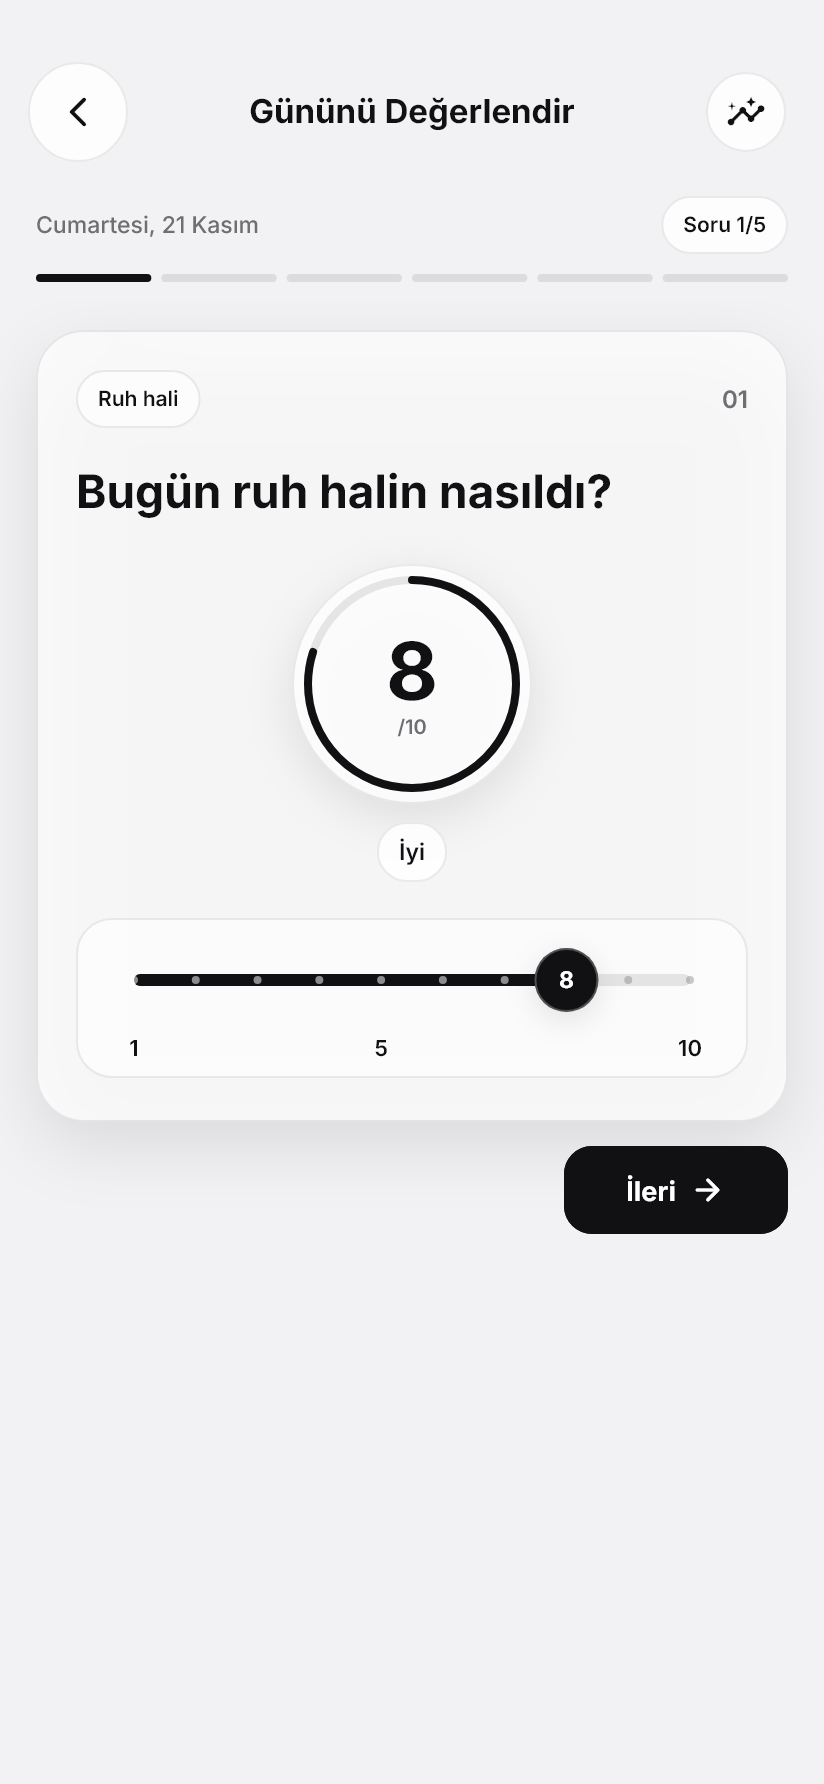 Gününü Değerlendir
Cumartesi, 21 Kasım
Soru 1/5
Ruh hali
01
Bugün ruh halin nasıldı?
8
/10
İyi
8
1
5
10
İleri